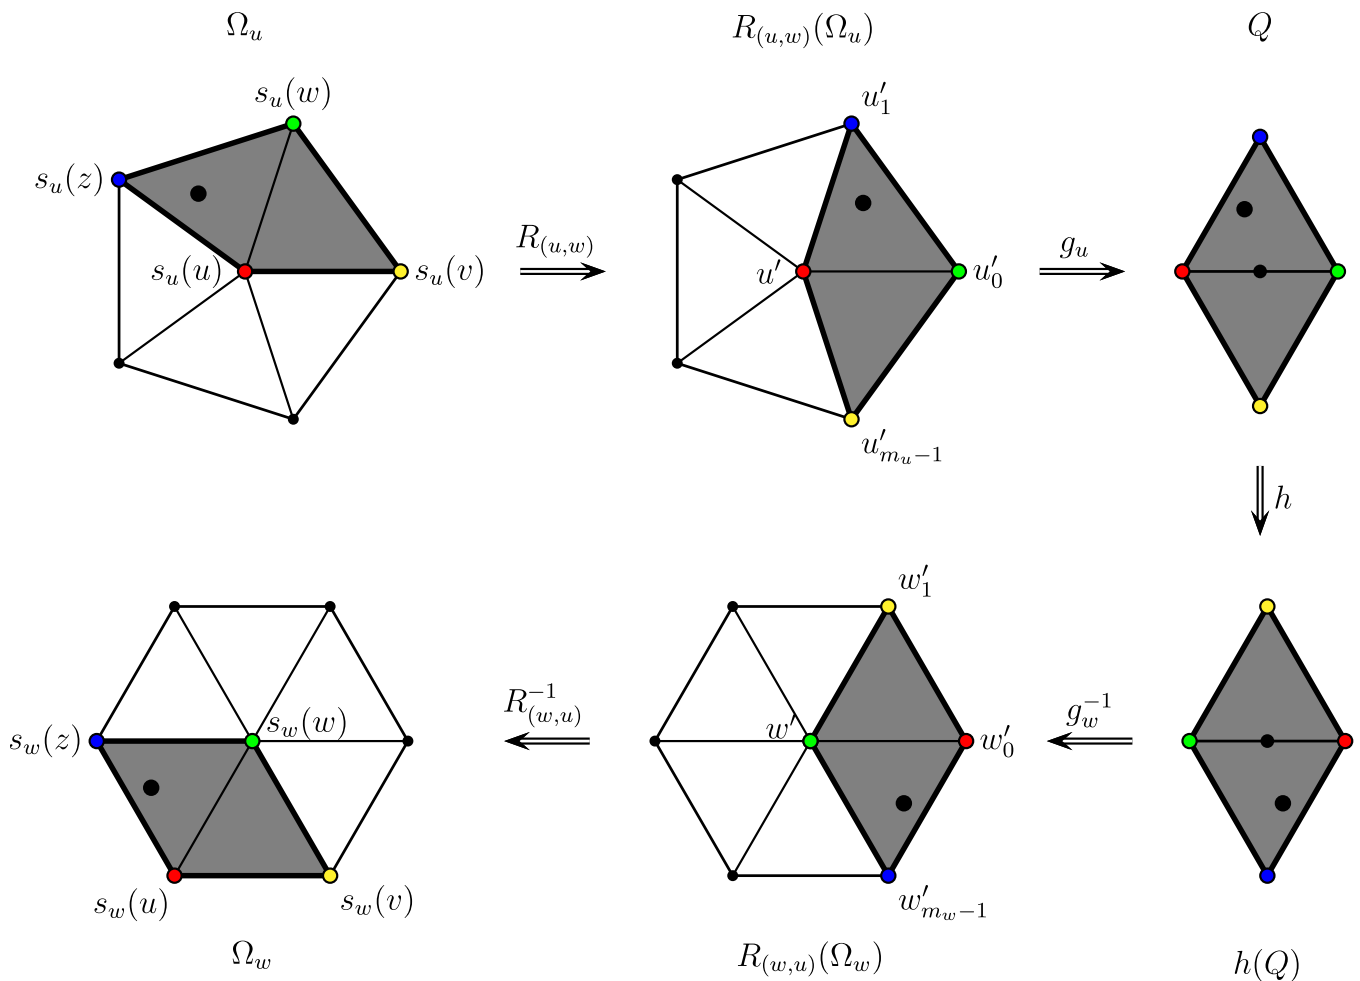 Ω_u
R_{(u,w)}(Ω_u)
Q
s_u(w)
u'_1
s_u(z)
s_u(u)
s_u(v)
R_{(u,w)}
u'
u'_0
g_u
u'_{m_u-1}
h
w'_1
s_w(z)
s_w(w)
R^{-1}_{(w,u)}
w'
w'_0
g_w^{-1}
s_w(u)
s_w(v)
w'_{m_w-1}
Ω_w
R_{(w,u)}(Ω_w)
h(Q)